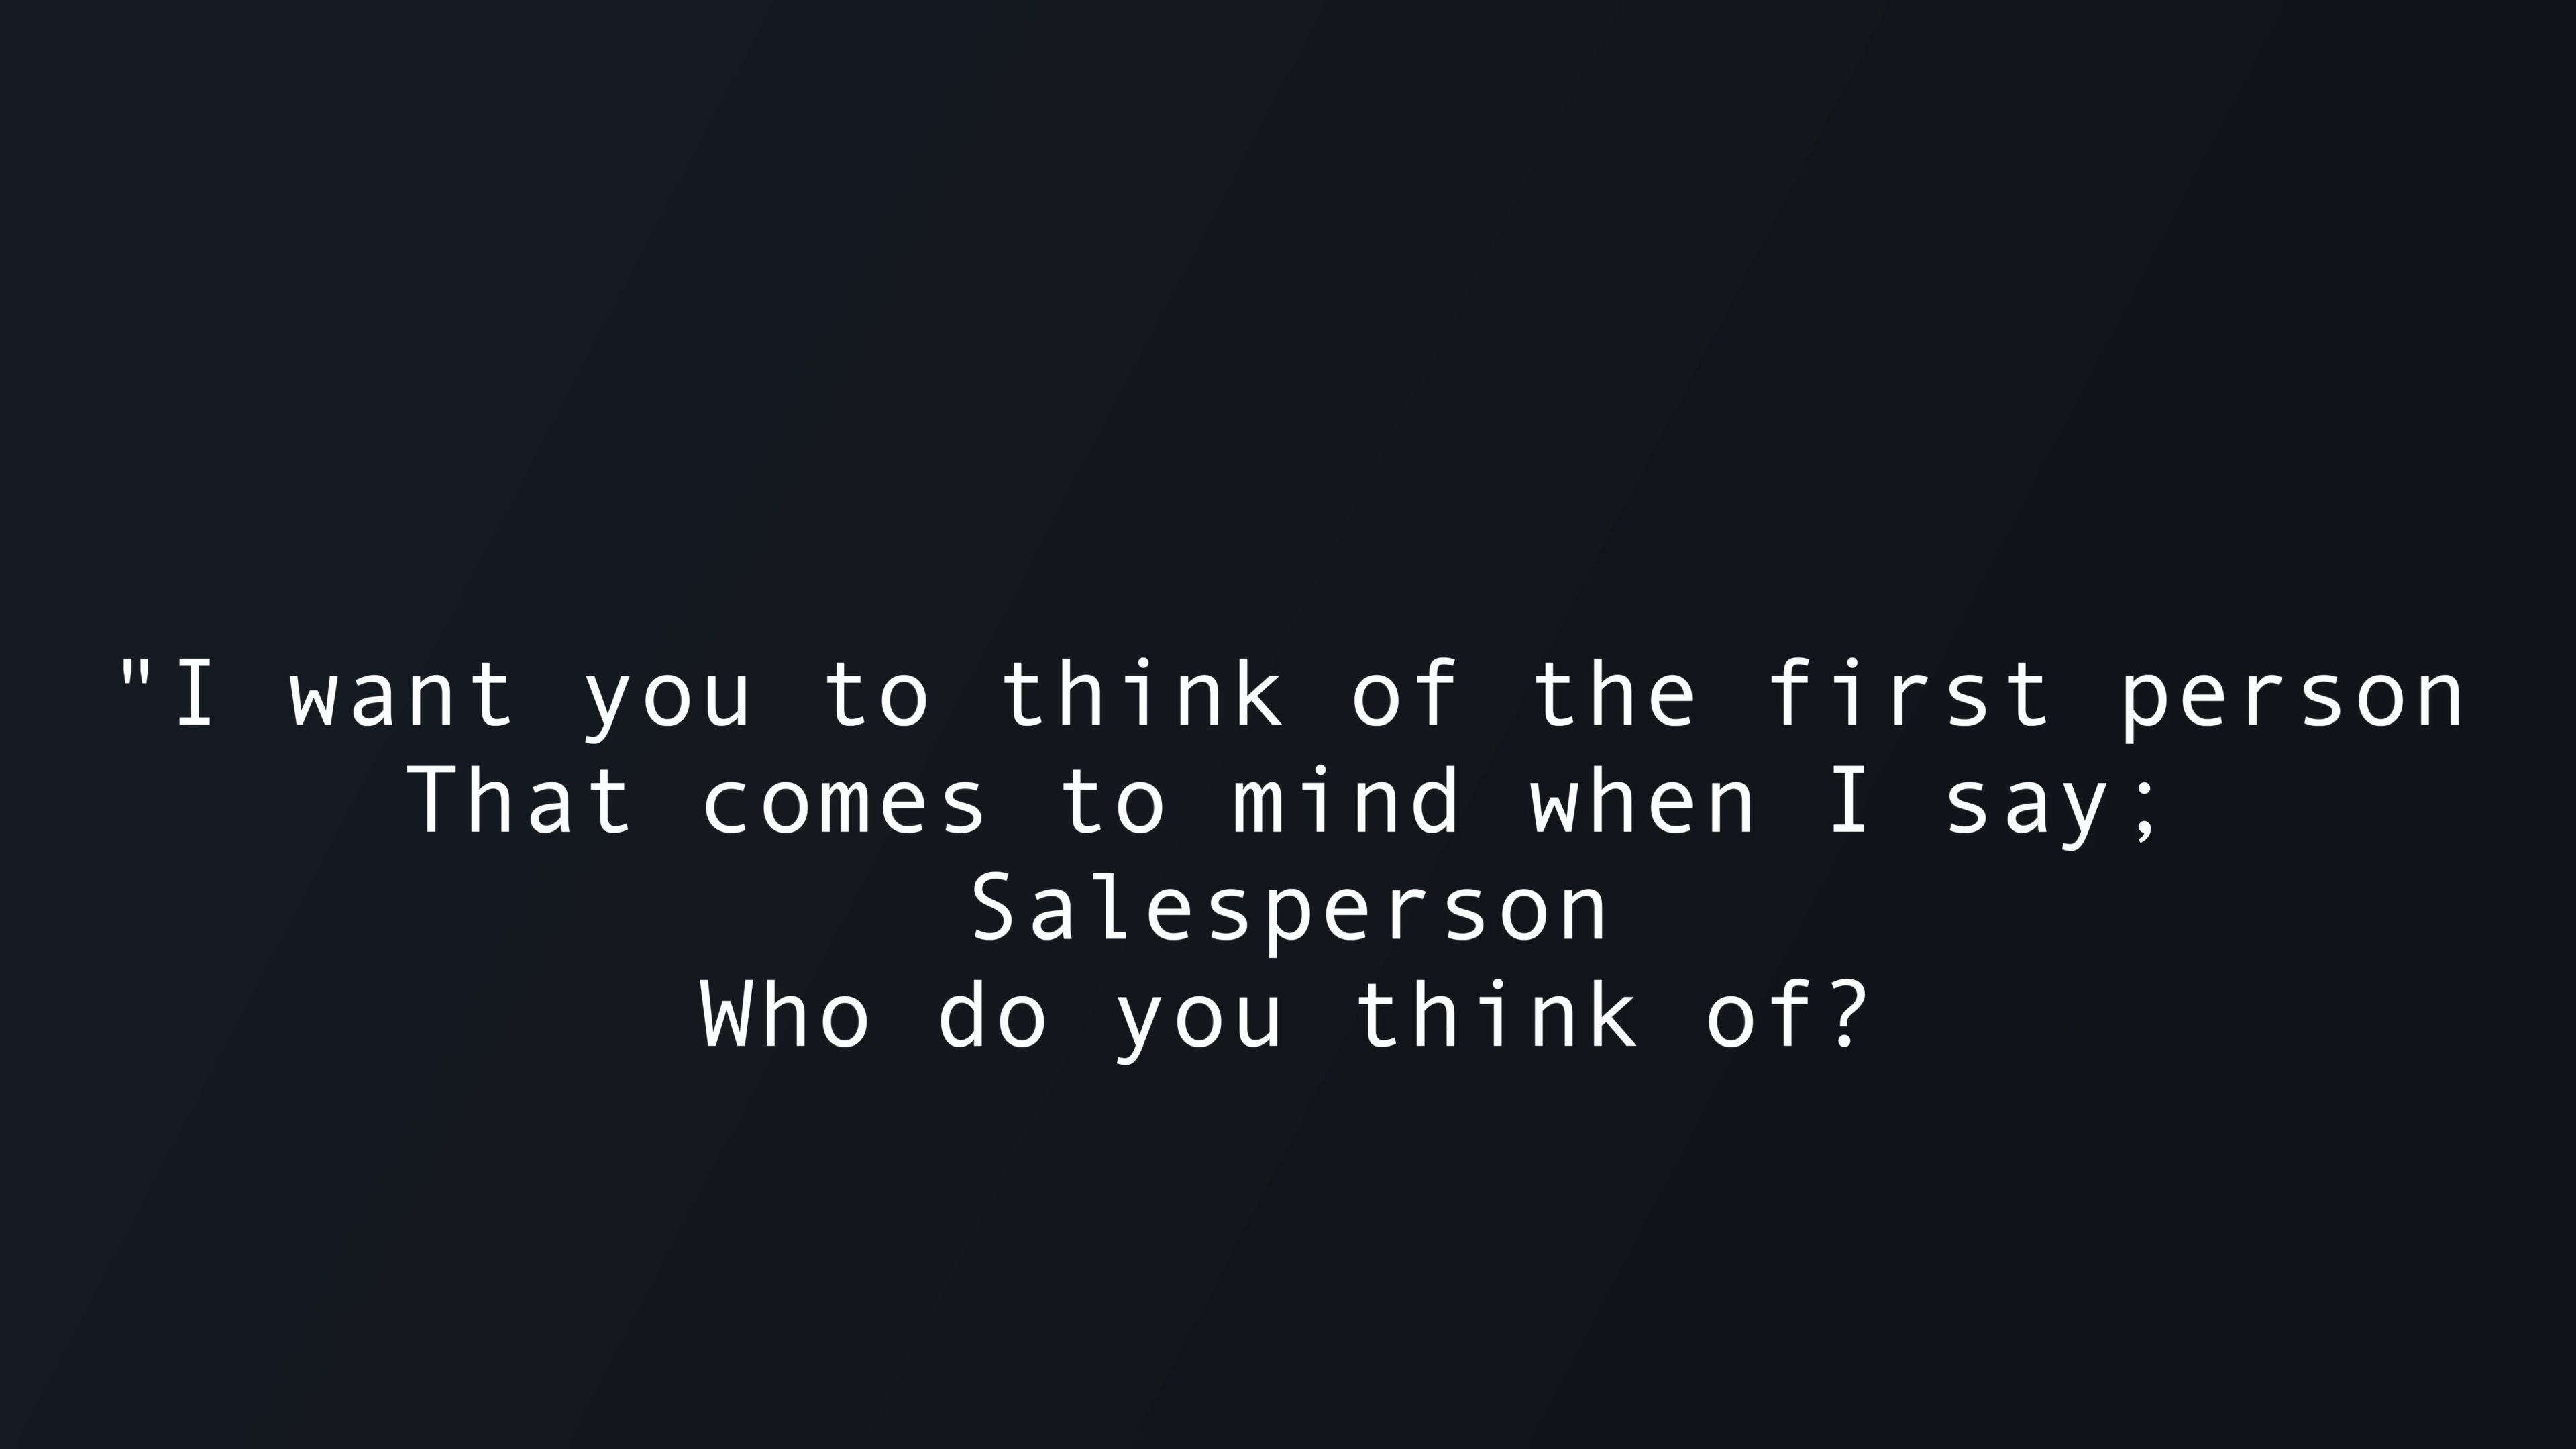 "I want you to think of the first person
That comes to mind when I say;
Salesperson
Who do you think of?